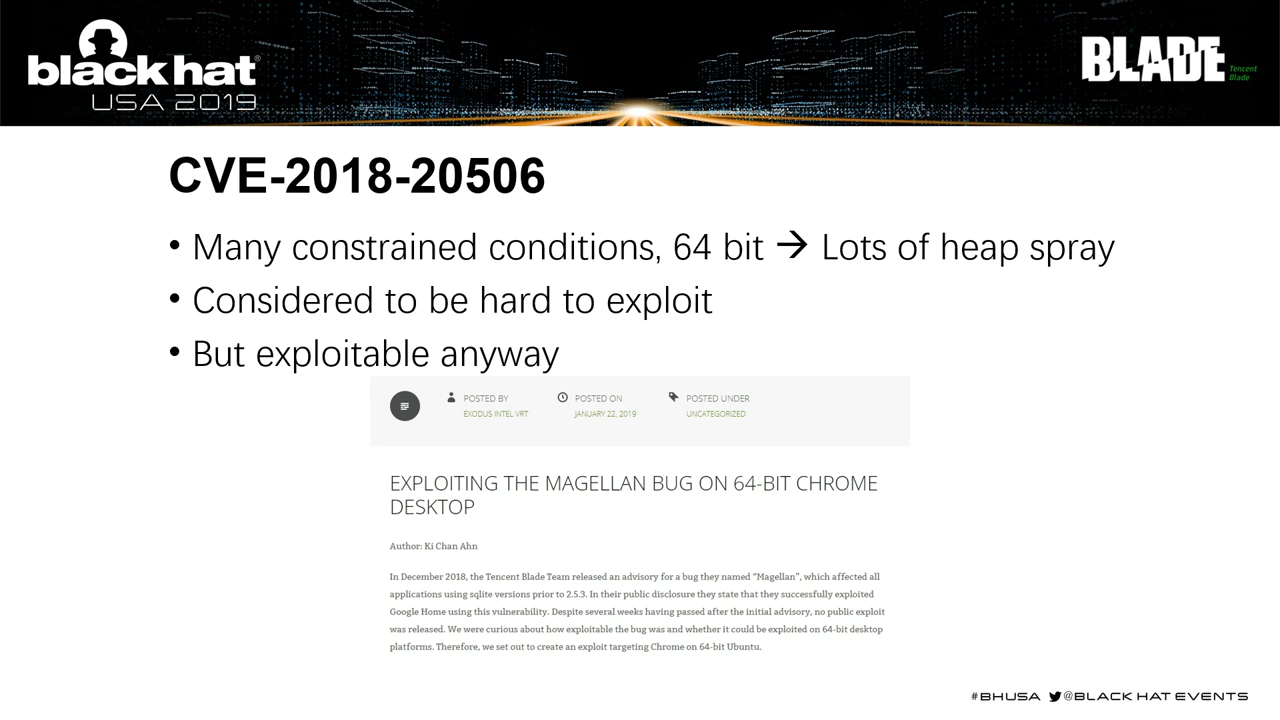 black hat®
USA 2019
BLADE
Tencent
Blade
CVE-2018-20506
• Many constrained conditions, 64 bit → Lots of heap spray
• Considered to be hard to exploit
• But exploitable anyway
POSTED BY
EXODUS INTEL VRT
POSTED ON
JANUARY 22, 2019
POSTED UNDER
UNCATEGORIZED
EXPLOITING THE MAGELLAN BUG ON 64-BIT CHROME
DESKTOP
Author: Ki Chan Ahn
In December 2018, the Tencent Blade Team released an advisory for a bug they named “Magellan”, which affected all
applications using sqlite versions prior to 2.5.3. In their public disclosure they state that they successfully exploited
Google Home using this vulnerability. Despite several weeks having passed after the initial advisory, no public exploit
was released. We were curious about how exploitable the bug was and whether it could be exploited on 64-bit desktop
platforms. Therefore, we set out to create an exploit targeting Chrome on 64-bit Ubuntu.
#BHUSA @BLACK HAT EVENTS